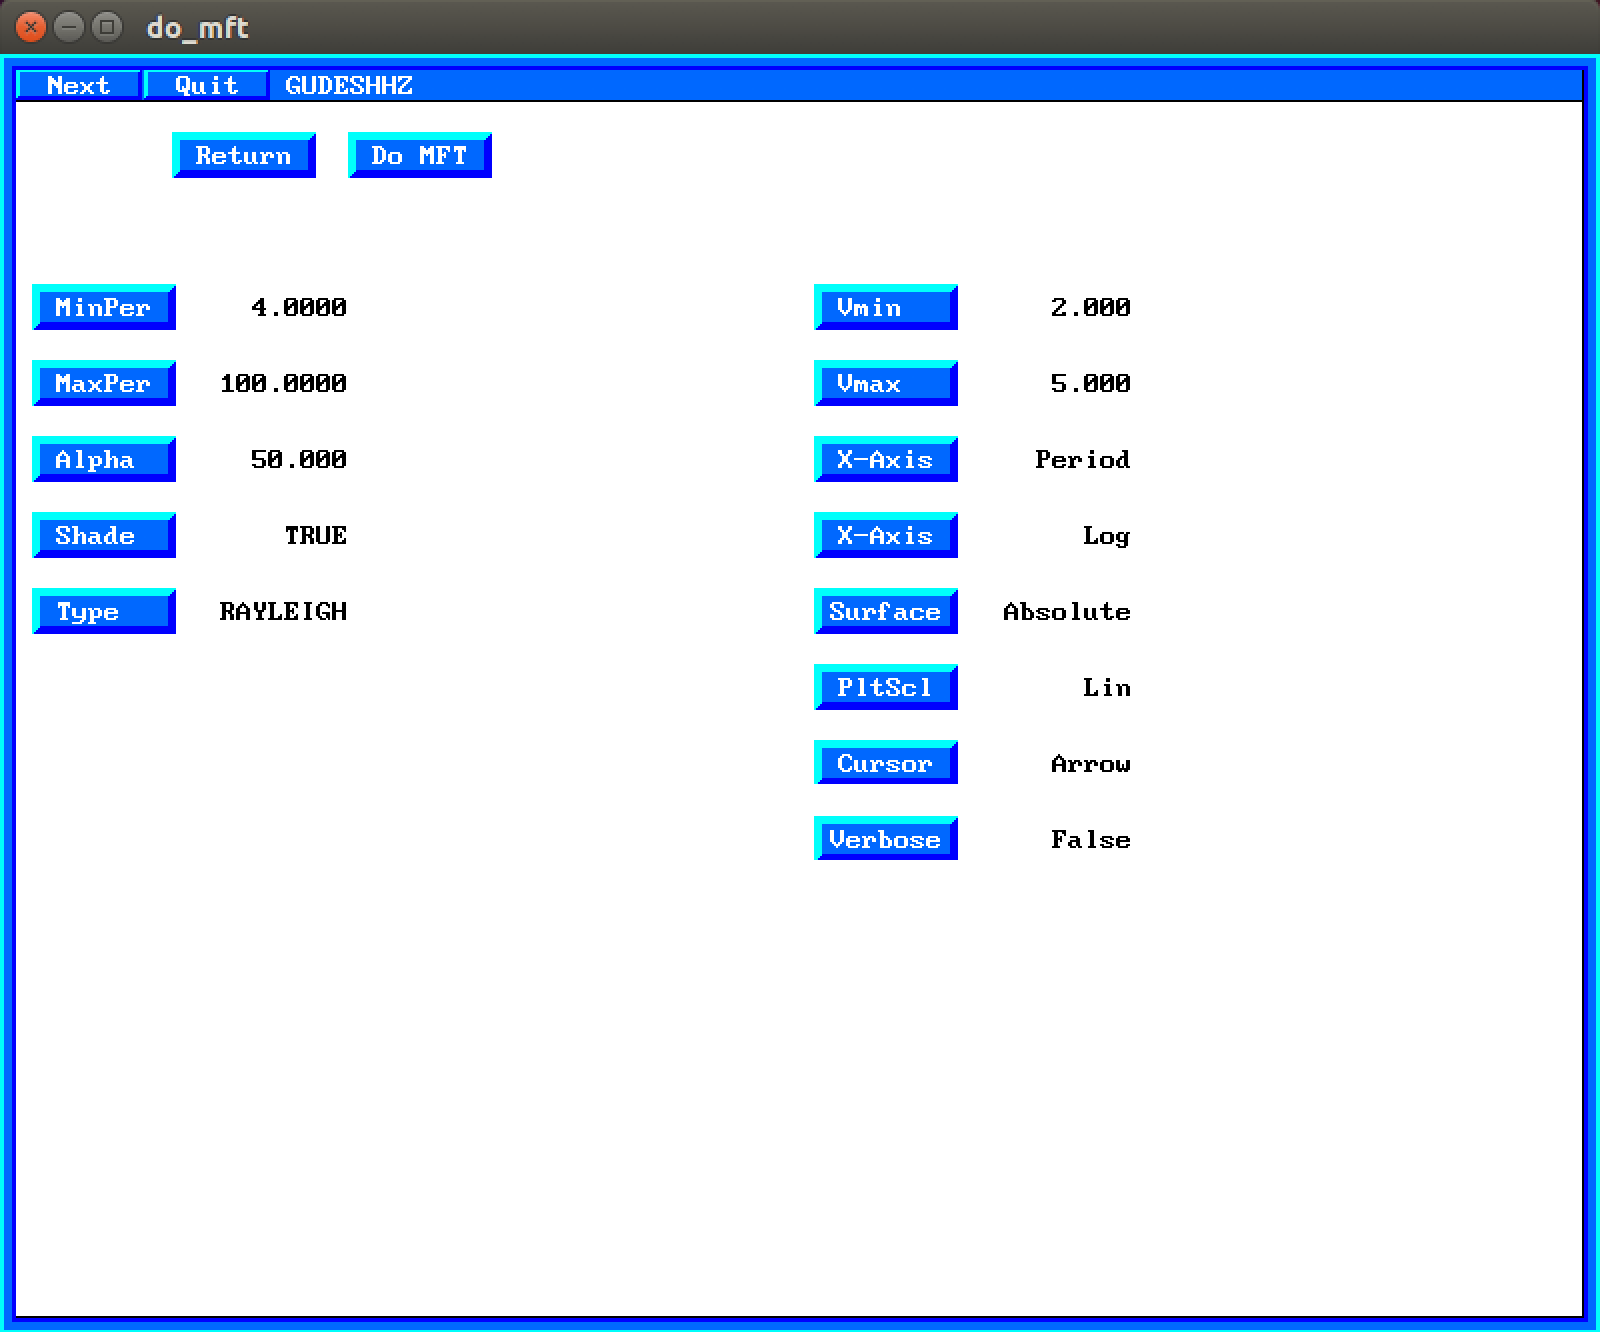 do_mft
Next Quit GUDESHHZ
Return Do MFT
MinPer 4.0000 Vmin 2.000
MaxPer 100.0000 Vmax 5.000
Alpha 50.000 X-Axis Period
Shade TRUE X-Axis Log
Type RAYLEIGH Surface Absolute
PltScl Lin
Cursor Arrow
Verbose False